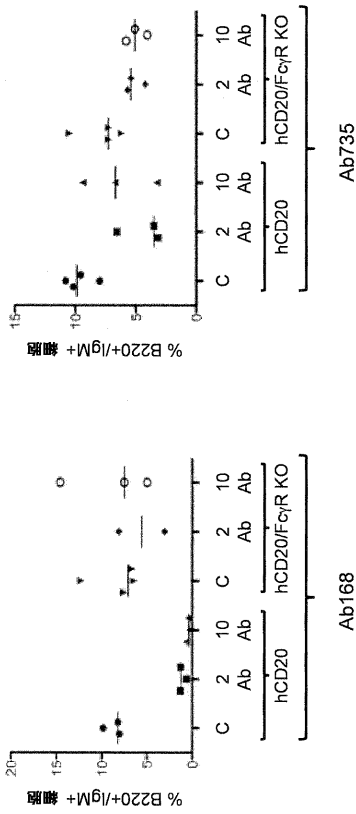 20
15
10
5
0
% B220+/IgM+ 細胞
C
2
10
C
2
10
Ab
Ab
Ab
Ab
hCD20
hCD20/FcγR KO
Ab168
15
10
5
0
% B220+/IgM+ 細胞
C
2
10
C
2
10
Ab
Ab
Ab
Ab
hCD20
hCD20/FcγR KO
Ab735